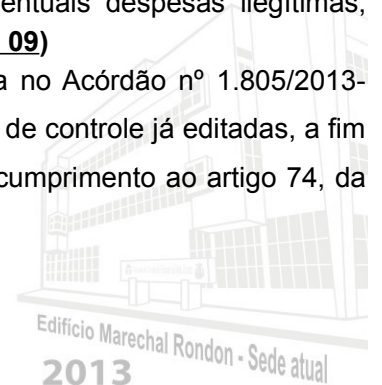 entuais despesas ilegítimas,
09)
a no Acórdão nº 1.805/2013-
de controle já editadas, a fim
cumprimento ao artigo 74, da
Edifício Marechal Rondon - Sede atual
2013